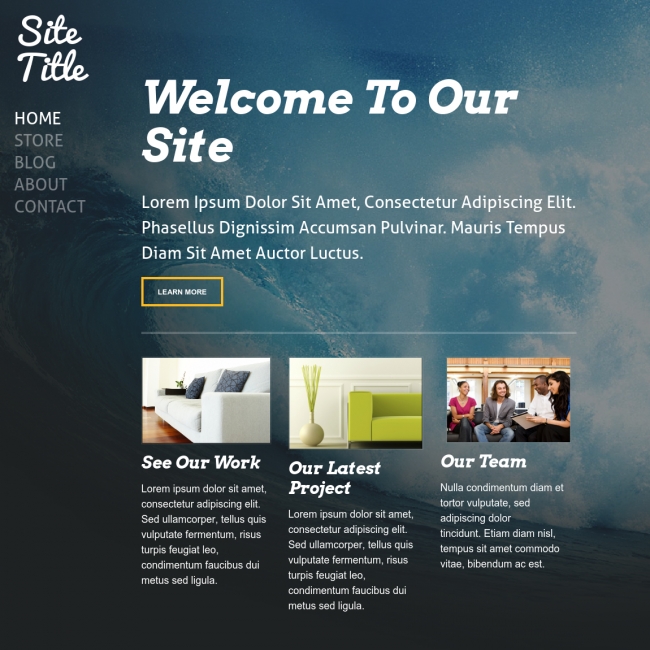 Site
Title
HOME
STORE
BLOG
ABOUT
CONTACT
Welcome To Our
Site
Lorem Ipsum Dolor Sit Amet, Consectetur Adipiscing Elit.
Phasellus Dignissim Accumsan Pulvinar. Mauris Tempus
Diam Sit Amet Auctor Luctus.
LEARN MORE
See Our Work
Lorem ipsum dolor sit amet,
consectetur adipiscing elit.
Sed ullamcorper, tellus quis
vulputate fermentum, risus
turpis feugiat leo,
condimentum faucibus dui
metus sed ligula.
Our Latest
Project
Lorem ipsum dolor sit amet,
consectetur adipiscing elit.
Sed ullamcorper, tellus quis
vulputate fermentum, risus
turpis feugiat leo,
condimentum faucibus dui
metus sed ligula.
Our Team
Nulla condimentum diam et
tortor vulputate, sed
adipiscing dolor
tincidunt. Etiam diam nisl,
tempus sit amet commodo
vitae, bibendum ac est.